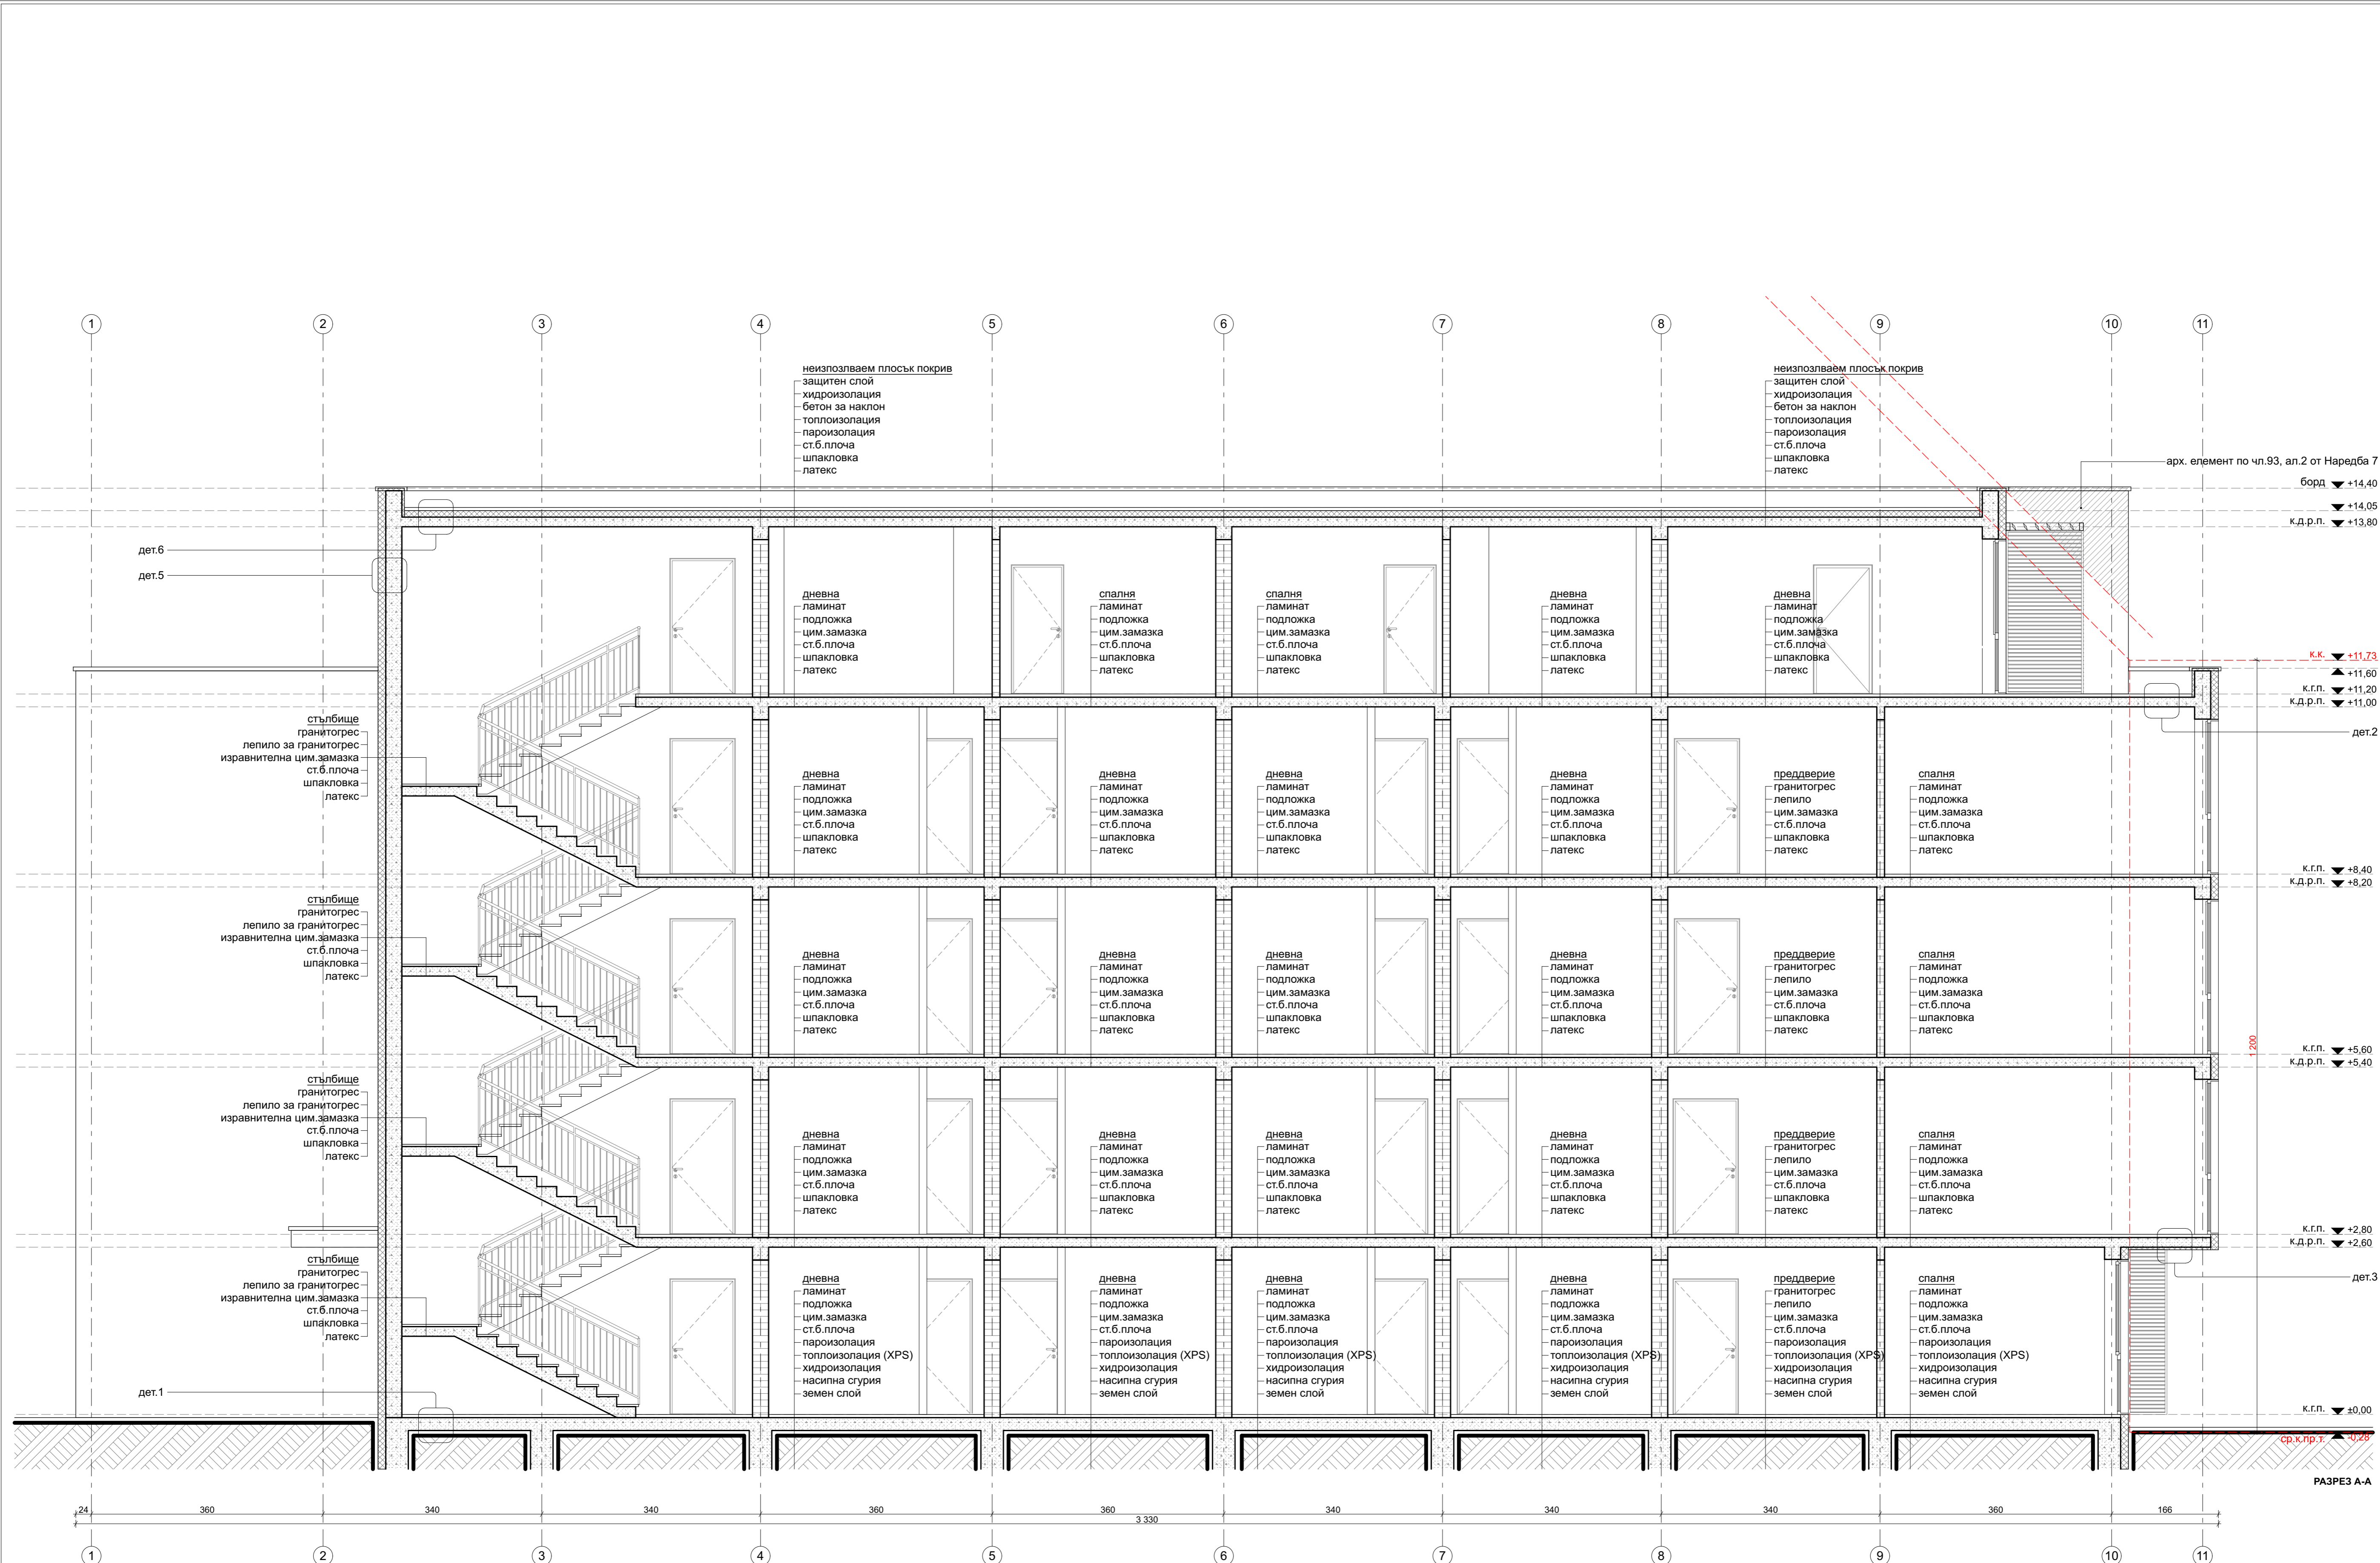 1 2 3 4 5 6 7 8 9 10 11
неизпозлваем плосък покрив
защитен слой
хидроизолация
бетон за наклон
топлоизолация
пароизолация
ст.б.плоча
шпакловка
латекс
неизпозлваем плосък покрив
защитен слой
хидроизолация
бетон за наклон
топлоизолация
пароизолация
ст.б.плоча
шпакловка
латекс
арх. елемент по чл.93, ал.2 от Наредба 7
борд +14,40
+14,05
к.д.р.п. +13,80
дет.6
дет.5
дневна
ламинат
подложка
цим.замазка
ст.б.плоча
шпакловка
латекс
спалня
ламинат
подложка
цим.замазка
ст.б.плоча
шпакловка
латекс
спалня
ламинат
подложка
цим.замазка
ст.б.плоча
шпакловка
латекс
дневна
ламинат
подложка
цим.замазка
ст.б.плоча
шпакловка
латекс
дневна
ламинат
подложка
цим.замазка
ст.б.плоча
шпакловка
латекс
к.к. +11,73
+11,60
к.г.п. +11,20
к.д.р.п. +11,00
дет.2
стълбище
гранитогрес
лепило за гранитогрес
изравнителна цим.замазка
ст.б.плоча
шпакловка
латекс
дневна
ламинат
подложка
цим.замазка
ст.б.плоча
шпакловка
латекс
дневна
ламинат
подложка
цим.замазка
ст.б.плоча
шпакловка
латекс
дневна
ламинат
подложка
цим.замазка
ст.б.плоча
шпакловка
латекс
дневна
ламинат
подложка
цим.замазка
ст.б.плоча
шпакловка
латекс
преддверие
гранитогрес
лепило
цим.замазка
ст.б.плоча
шпакловка
латекс
спалня
ламинат
подложка
цим.замазка
ст.б.плоча
шпакловка
латекс
к.г.п. +8,40
к.д.р.п. +8,20
стълбище
гранитогрес
лепило за гранитогрес
изравнителна цим.замазка
ст.б.плоча
шпакловка
латекс
дневна
ламинат
подложка
цим.замазка
ст.б.плоча
шпакловка
латекс
дневна
ламинат
подложка
цим.замазка
ст.б.плоча
шпакловка
латекс
дневна
ламинат
подложка
цим.замазка
ст.б.плоча
шпакловка
латекс
дневна
ламинат
подложка
цим.замазка
ст.б.плоча
шпакловка
латекс
преддверие
гранитогрес
лепило
цим.замазка
ст.б.плоча
шпакловка
латекс
спалня
ламинат
подложка
цим.замазка
ст.б.плоча
шпакловка
латекс
1 200
к.г.п. +5,60
к.д.р.п. +5,40
стълбище
гранитогрес
лепило за гранитогрес
изравнителна цим.замазка
ст.б.плоча
шпакловка
латекс
дневна
ламинат
подложка
цим.замазка
ст.б.плоча
шпакловка
латекс
дневна
ламинат
подложка
цим.замазка
ст.б.плоча
шпакловка
латекс
дневна
ламинат
подложка
цим.замазка
ст.б.плоча
шпакловка
латекс
дневна
ламинат
подложка
цим.замазка
ст.б.плоча
шпакловка
латекс
преддверие
гранитогрес
лепило
цим.замазка
ст.б.плоча
шпакловка
латекс
спалня
ламинат
подложка
цим.замазка
ст.б.плоча
шпакловка
латекс
к.г.п. +2,80
к.д.р.п. +2,60
дет.3
стълбище
гранитогрес
лепило за гранитогрес
изравнителна цим.замазка
ст.б.плоча
шпакловка
латекс
дет.1
дневна
ламинат
подложка
цим.замазка
ст.б.плоча
пароизолация
топлоизолация (XPS)
хидроизолация
насипна сгурия
земен слой
дневна
ламинат
подложка
цим.замазка
ст.б.плоча
пароизолация
топлоизолация (XPS)
хидроизолация
насипна сгурия
земен слой
дневна
ламинат
подложка
цим.замазка
ст.б.плоча
пароизолация
топлоизолация (XPS)
хидроизолация
насипна сгурия
земен слой
дневна
ламинат
подложка
цим.замазка
ст.б.плоча
пароизолация
топлоизолация (XPS)
хидроизолация
насипна сгурия
земен слой
преддверие
гранитогрес
лепило
цим.замазка
ст.б.плоча
пароизолация
топлоизолация (XPS)
хидроизолация
насипна сгурия
земен слой
спалня
ламинат
подложка
цим.замазка
ст.б.плоча
пароизолация
топлоизолация (XPS)
хидроизолация
насипна сгурия
земен слой
к.г.п. ±0,00
ср.к.пр.т. -0,28
РАЗРЕЗ А-А
24 360 340 340 360 360 340 340 340 360 166
3 330
1 2 3 4 5 6 7 8 9 10 11